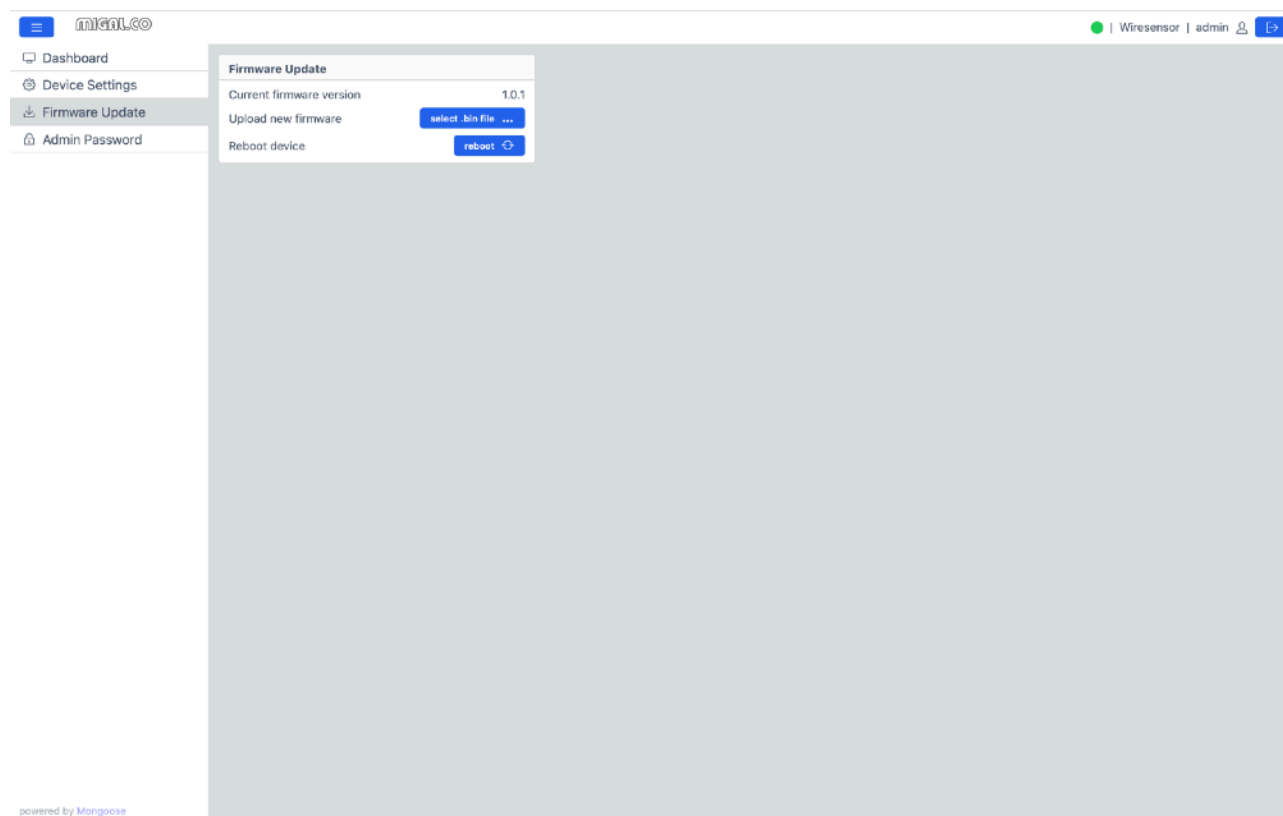 MIGAL.CO
| Wiresensor | admin
Dashboard
Device Settings
Firmware Update
Admin Password
Firmware Update
Current firmware version 1.0.1
Upload new firmware select .bin file ...
Reboot device reboot
powered by Mongoose